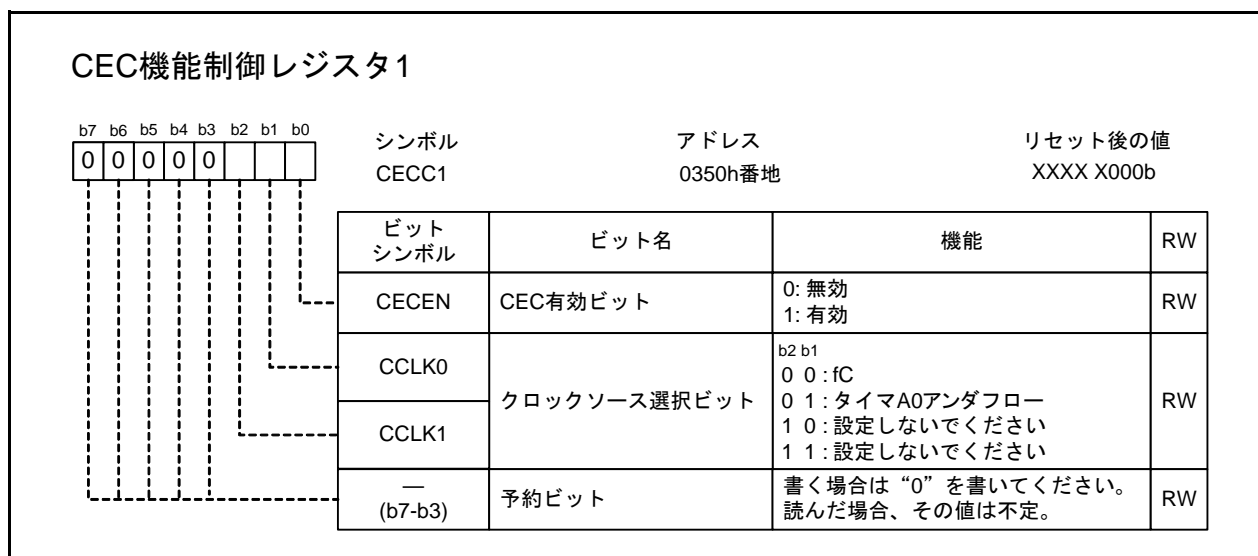 CEC機能制御レジスタ1
b7 b6 b5 b4 b3 b2 b1 b0
0 0 0 0 0
シンボル アドレス リセット後の値
CECC1 0350h番地 XXXX X000b
ビット
シンボル
ビット名
機能
RW
CECEN
CEC有効ビット
0: 無効
1: 有効
RW
CCLK0
CCLK1
クロックソース選択ビット
b2 b1
0 0 : fC
0 1 : タイマA0アンダフロー
1 0 : 設定しないでください
1 1 : 設定しないでください
RW
—
(b7-b3)
予約ビット
書く場合は“0”を書いてください。
読んだ場合、その値は不定。
RW